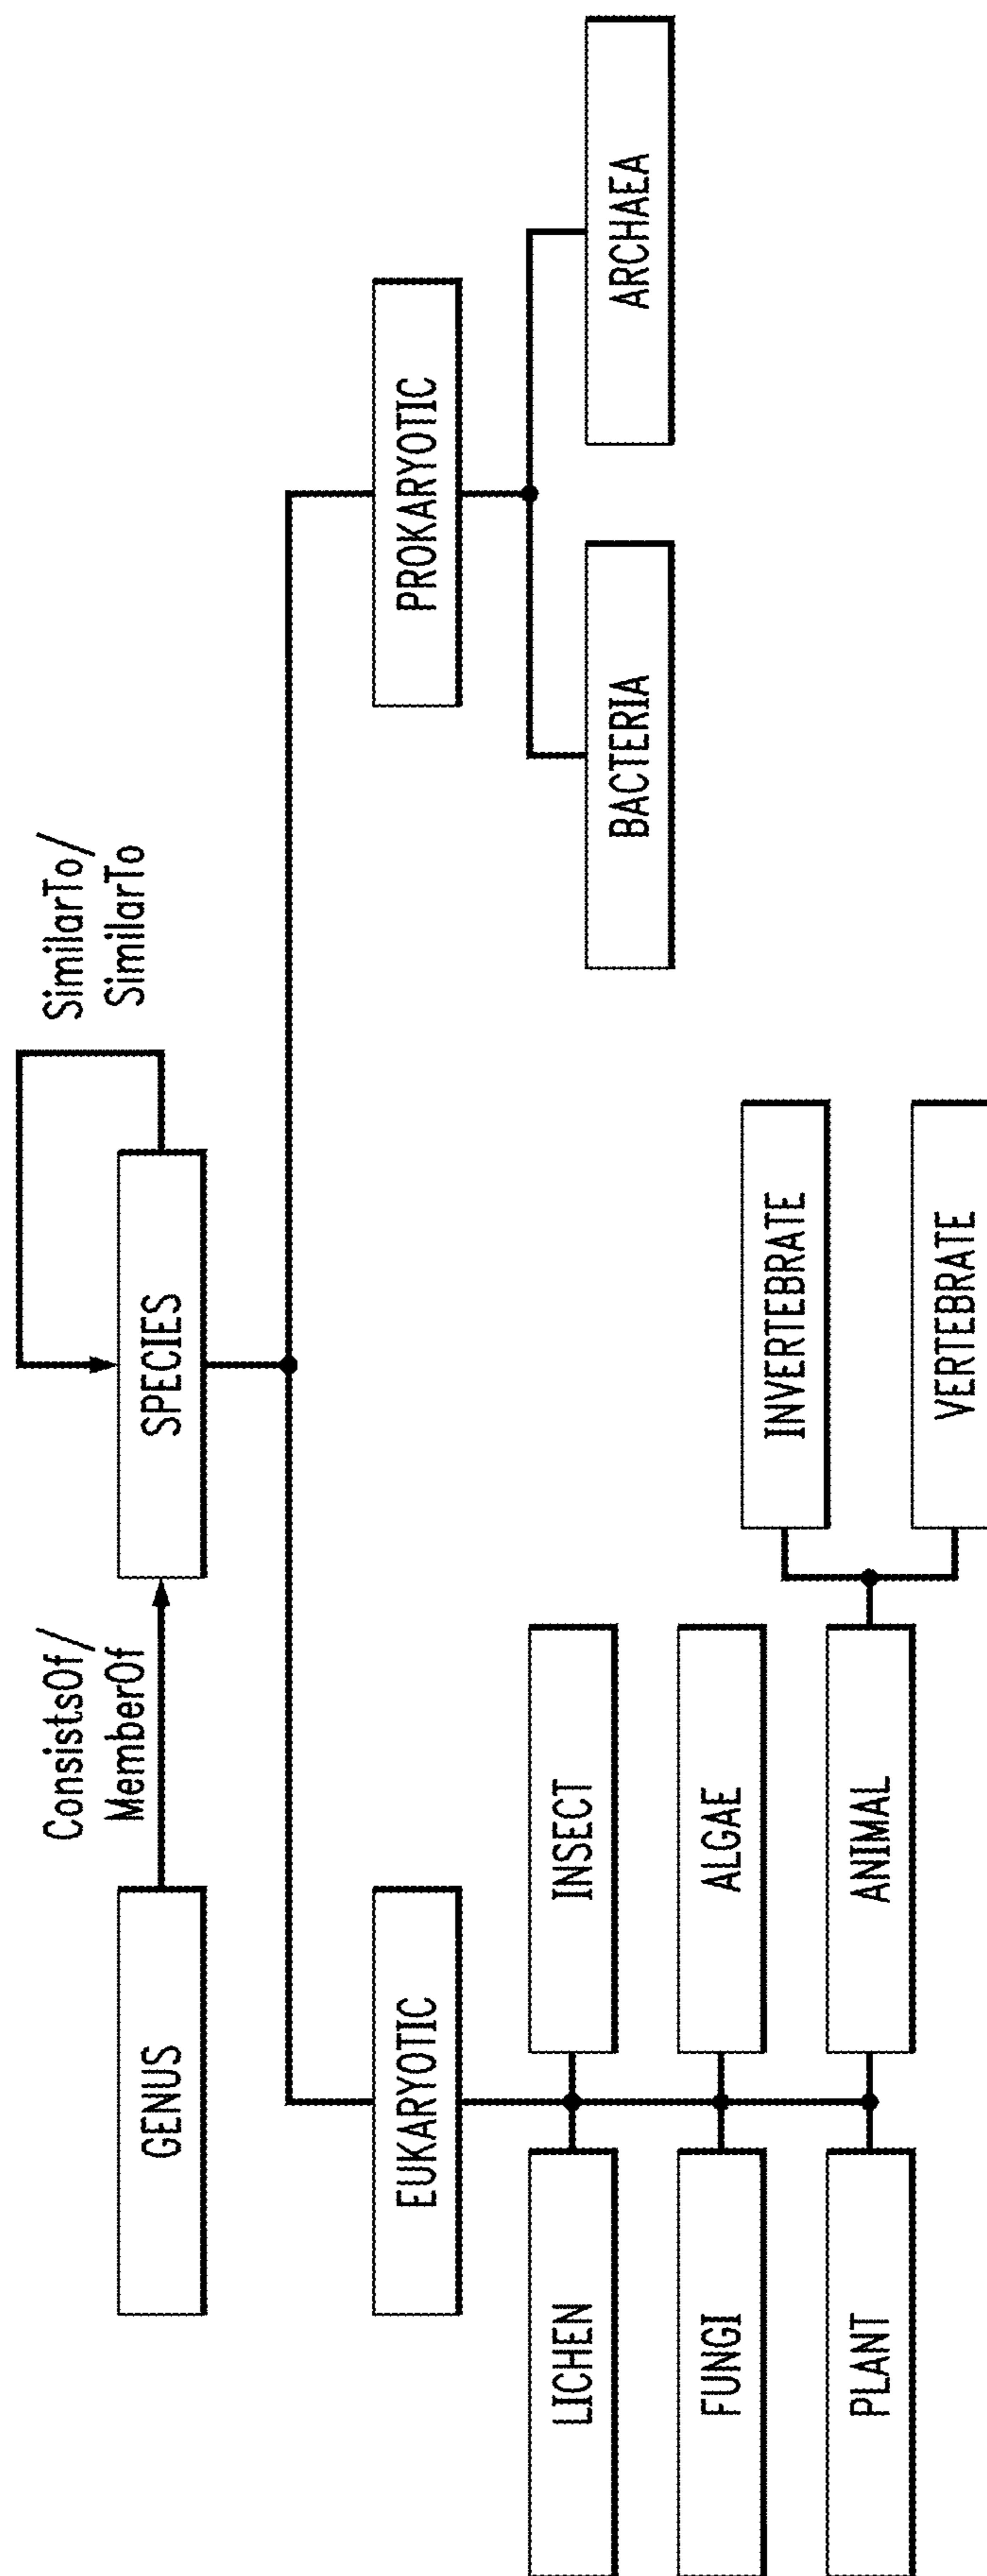 GENUS
ConsistsOf/
MemberOf
SPECIES
SimilarTo/
SimilarTo
EUKARYOTIC
PROKARYOTIC
LICHEN
INSECT
FUNGI
ALGAE
PLANT
ANIMAL
INVERTEBRATE
VERTEBRATE
BACTERIA
ARCHAEA